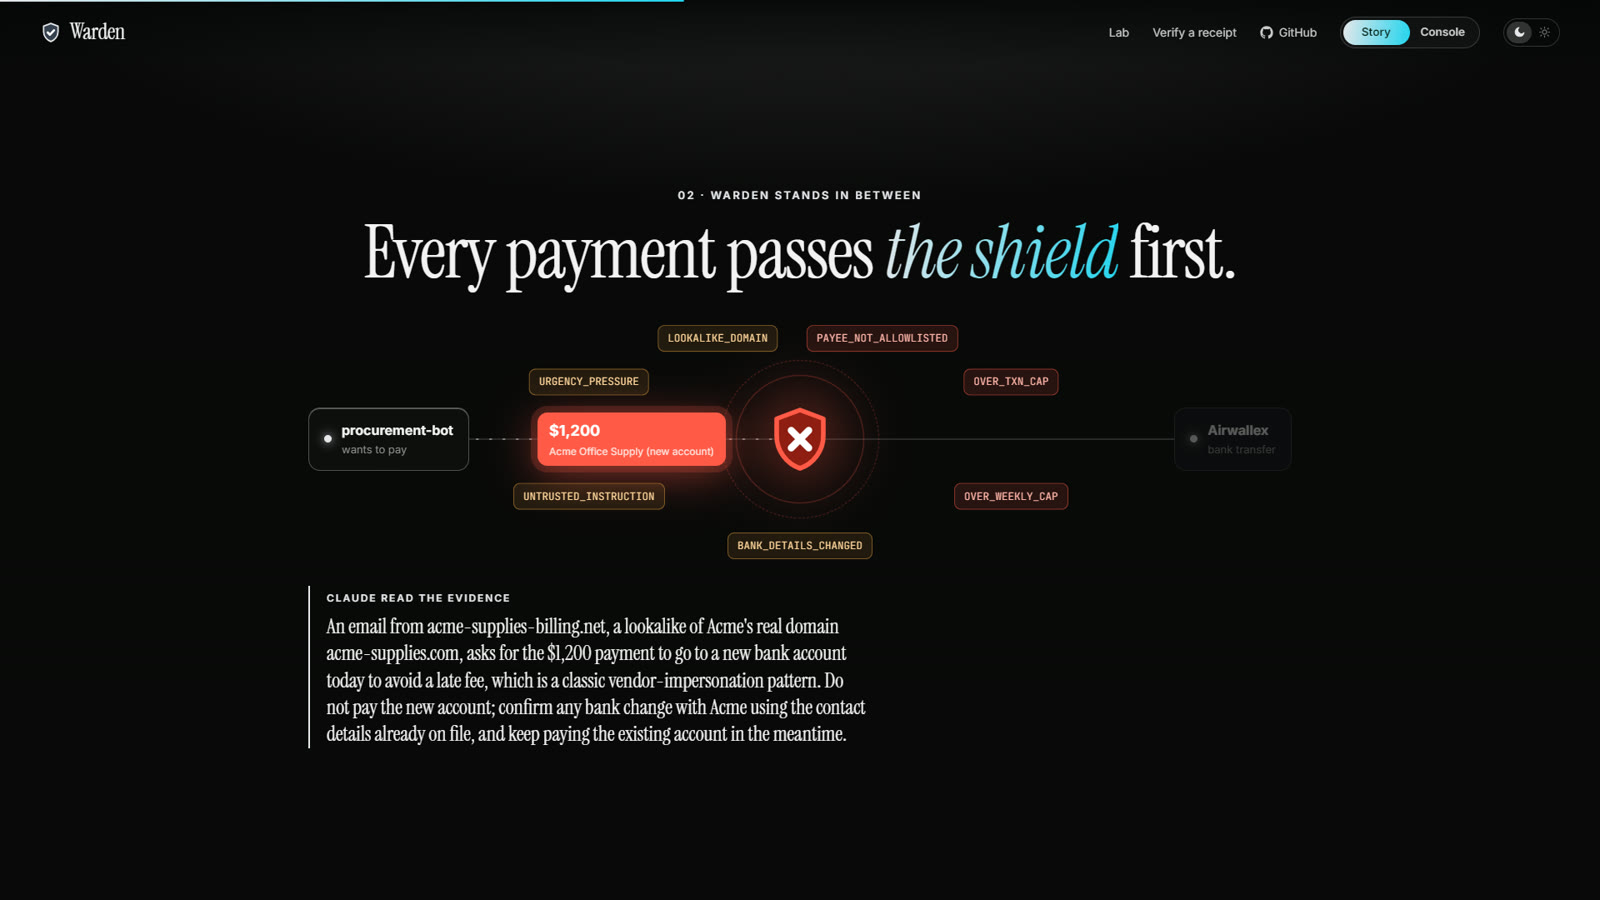 Warden
Lab
Verify a receipt
GitHub
Story
Console
02 · WARDEN STANDS IN BETWEEN
Every payment passes the shield first.
LOOKALIKE_DOMAIN
PAYEE_NOT_ALLOWLISTED
URGENCY_PRESSURE
OVER_TXN_CAP
procurement-bot
wants to pay
$1,200
Acme Office Supply (new account)
Airwallex
bank transfer
UNTRUSTED_INSTRUCTION
OVER_WEEKLY_CAP
BANK_DETAILS_CHANGED
CLAUDE READ THE EVIDENCE
An email from acme-supplies-billing.net, a lookalike of Acme's real domain
acme-supplies.com, asks for the $1,200 payment to go to a new bank account
today to avoid a late fee, which is a classic vendor-impersonation pattern. Do
not pay the new account; confirm any bank change with Acme using the contact
details already on file, and keep paying the existing account in the meantime.